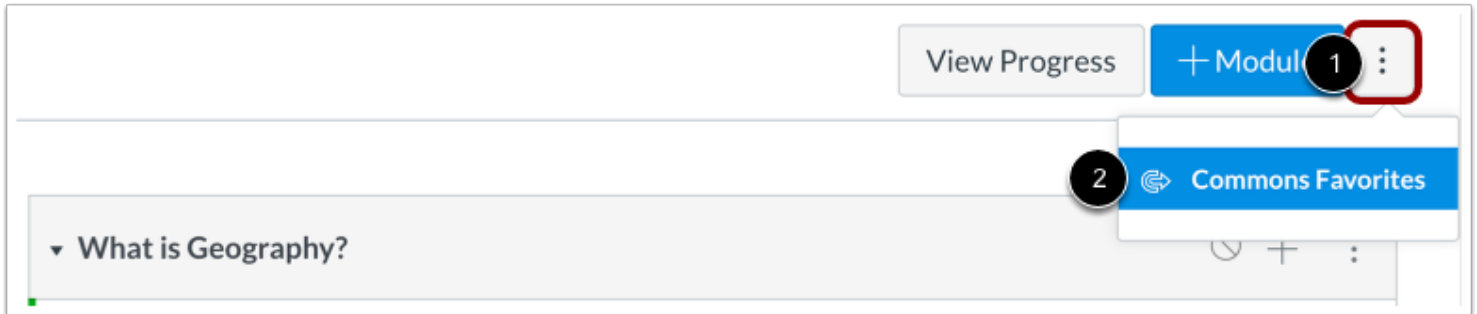 View Progress
+ Modul
1
2
Commons Favorites
What is Geography?